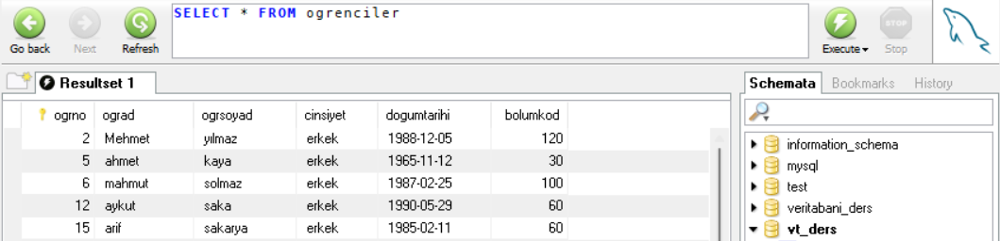 SELECT * FROM ogrenciler
Go back Next Refresh Execute STOP Stop
Resultset 1
ogrno ograd ogrsoyad cinsiyet dogumtarihi bolumkod
2 Mehmet yılmaz erkek 1988-12-05 120
5 ahmet kaya erkek 1965-11-12 30
6 mahmut solmaz erkek 1987-02-25 100
12 aykut saka erkek 1990-05-29 60
15 arif sakarya erkek 1985-02-11 60
Schemata Bookmarks History
information_schema
mysql
test
veritabani_ders
vt_ders